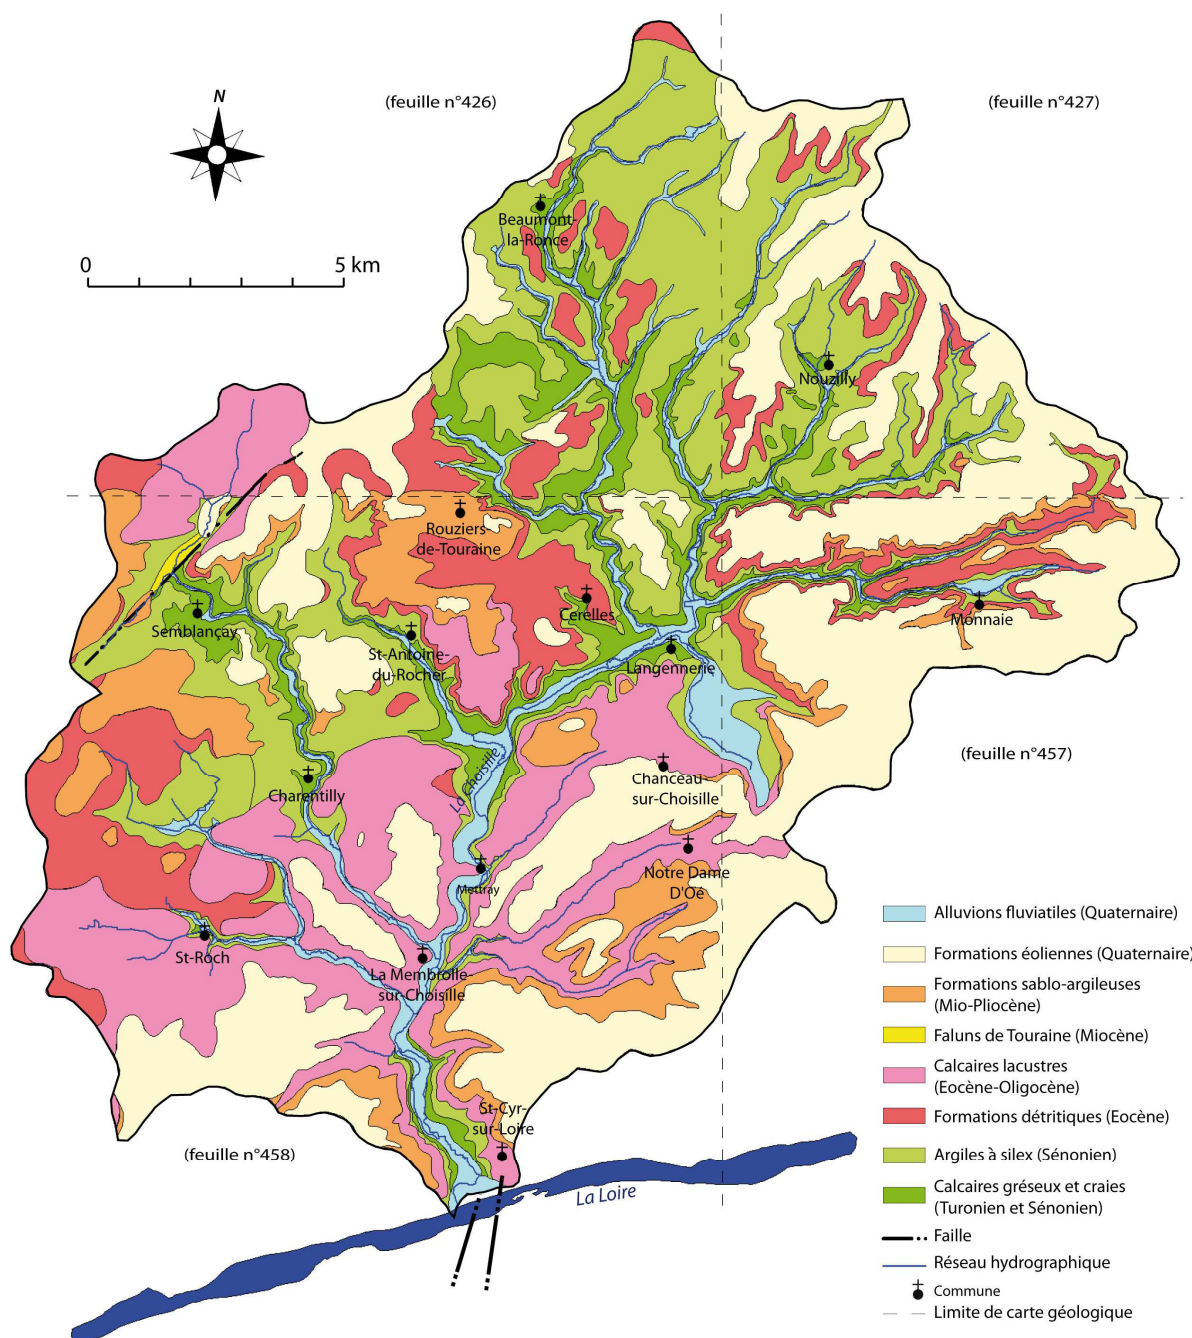 (feuille n°426)
(feuille n°427)
N
0
5 km
Beaumont-
la-Ronce
Nouzilly
Rouziers-
de-Touraine
Cerelles
Semblançay
St-Antoine-
du-Rocher
Langennerie
Monnaie
La Choisille
(feuille n°457)
Charentilly
Chanceau-
sur-Choisille
Mettray
Notre Dame
D'Oé
St-Roch
La Membrolle-
sur-Choisille
St-Cyr-
sur-Loire
(feuille n°458)
La Loire
Alluvions fluviatiles (Quaternaire)
Formations éoliennes (Quaternaire)
Formations sablo-argileuses
(Mio-Pliocène)
Faluns de Touraine (Miocène)
Calcaires lacustres
(Eocène-Oligocène)
Formations détritiques (Eocène)
Argiles à silex (Sénonien)
Calcaires gréseux et craies
(Turonien et Sénonien)
Faille
Réseau hydrographique
Commune
Limite de carte géologique